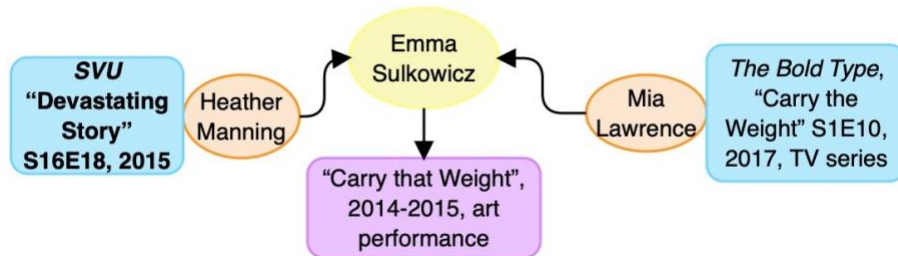 SVU
“Devastating
Story”
S16E18, 2015
Heather
Manning
Emma
Sulkowicz
“Carry that Weight”,
2014-2015, art
performance
Mia
Lawrence
The Bold Type,
“Carry the
Weight” S1E10,
2017, TV series